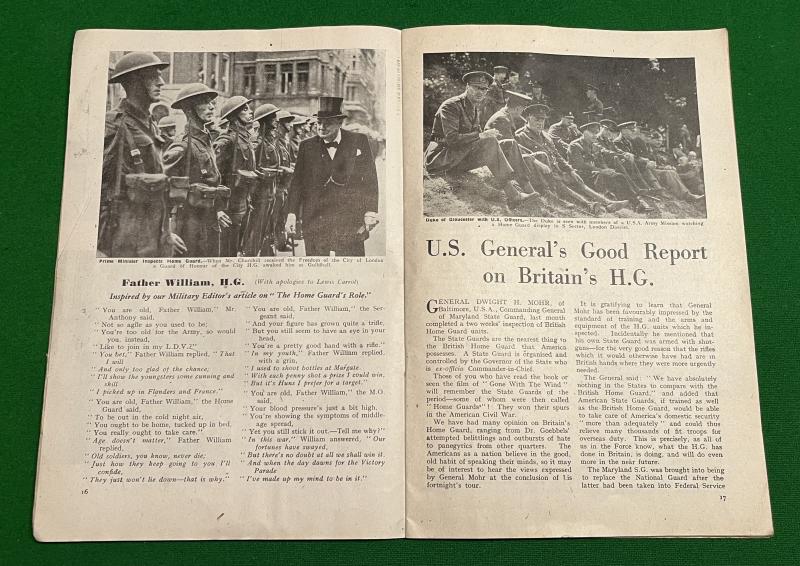 Prime Minister Inspects Home Guard.—When Mr. Churchill received the Freedom of the City of London
a Guard of Honour of the City H.G. awaited him at Guildhall.
Father William, H.G. (With apologies to Lewis Carrol)
Inspired by our Military Editor's article on "The Home Guard's Role."
"You are old, Father William," Mr.
Anthony said,
"Not so agile as you used to be;
"You're too old for the Army, so would
you, instead,
"Like to join in my L.D.V.?"
"You bet," Father William replied, "That
I will
"And only too glad of the chance;
"I'll show the youngsters some cunning and
skill
"I picked up in Flanders and France."
"You are old, Father William," the Home
Guard said,
"To be out in the cold night air,
"You ought to be home, tucked up in bed,
"You really ought to take care."
"Age doesn't matter," Father William
replied,
"Old soldiers, you know, never die;
"Just how they keep going to you I'll
confide,
"They just won't lie down—that is why."
"You are old, Father William," the Ser-
geant said,
"And your figure has grown quite a trifle,
"But you still seem to have an eye in your
head,
"You're a pretty good hand with a rifle."
"In my youth," Father William replied,
with a grin,
"I used to shoot bottles at Margate.
"With each penny shot a prize I could win,
"But it's Huns I prefer for a target."
"You are old, Father William," the M.O.
said,
"Your blood pressure's just a bit high,
"You're showing the symptoms of middle-
age spread,
"Yet you still stick it out.—Tell me why?"
"In this war," William answered, "Our
fortunes have swayed,
"But there's no doubt at all we shall win it.
"And when the day dawns for the Victory
Parade
"I've made up my mind to be in it."
16
Duke of Gloucester with U.S. Officers.—The Duke is seen with members of a U.S.A. Army Mission watching
a Home Guard display in S Sector, London District.
U.S. General's Good Report
on Britain's H.G.
GENERAL DWIGHT H. MOHR, of
Baltimore, U.S.A., Commanding General
of Maryland State Guard, last month
completed a two weeks' inspection of British
Home Guard units.
The State Guards are the nearest thing to
the British Home Guard that America
possesses. A State Guard is organised and
controlled by the Governor of the State who
is ex-officio Commander-in-Chief.
Those of you who have read the book or
seen the film of "Gone With The Wind"
will remember the State Guards of the
period—some of whom were then called
"Home Guards"! They won their spurs
in the American Civil War.
We have had many opinion on Britain's
Home Guard, ranging from Dr. Goebbels'
attempted belittlings and outbursts of hate
to panegyrics from other quarters. The
Americans as a nation believe in the good,
old habit of speaking their minds, so it may
be of interest to hear the views expressed
by General Mohr at the conclusion of his
fortnight's tour.
It is gratifying to learn that General
Mohr has been favourably impressed by the
standard of training and the arms and
equipment of the H.G. units which he in-
spected. Incidentally he mentioned that
his own State Guard was armed with shot-
guns—for the very good reason that the rifles
which it would otherwise have had are in
British hands where they were more urgently
needed.
The General said: "We have absolutely
nothing in the States to compare with the
British Home Guard," and added that
American State Guards, if trained as well
as the British Home Guard, would be able
to take care of America's domestic security
"more than adequately" and could thus
relieve many thousands of fit troops for
overseas duty. This is precisely, as all of
us in the Force know, what the H.G. has
done in Britain, is doing, and will do even
more in the near future.
The Maryland S.G. was brought into being
to replace the National Guard after the
latter had been taken into Federal Service
17